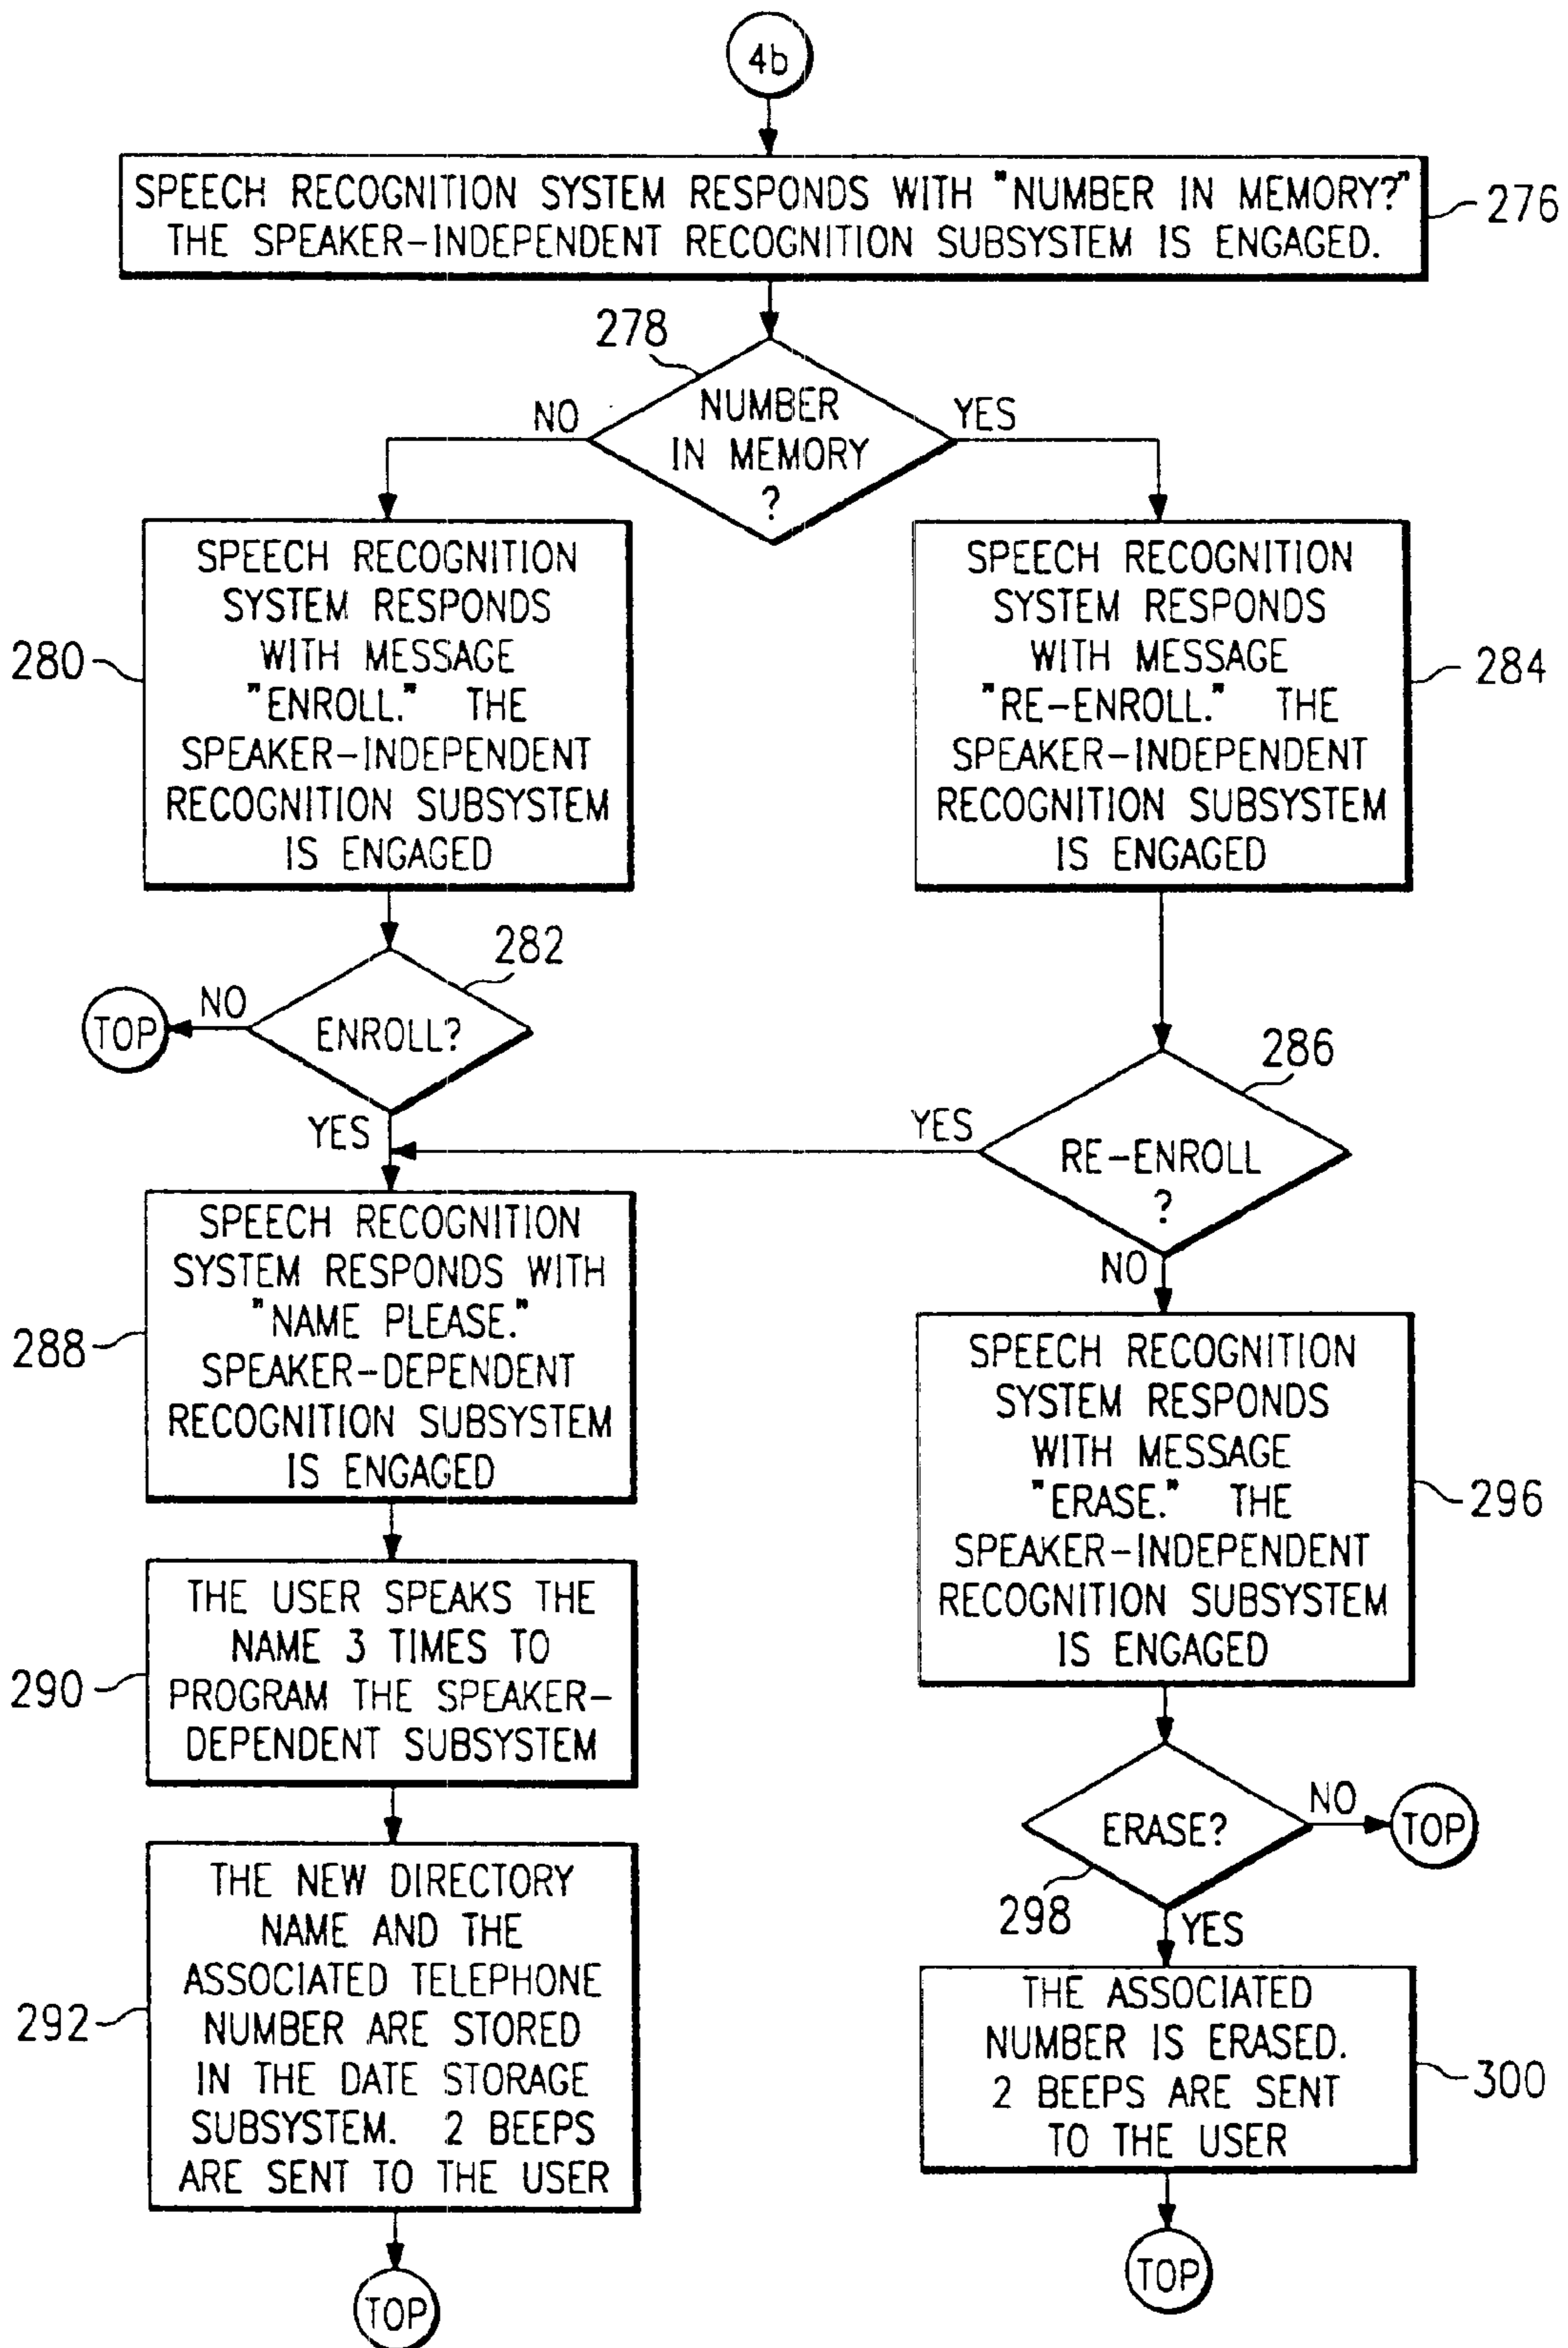 4b
SPEECH RECOGNITION SYSTEM RESPONDS WITH "NUMBER IN MEMORY?"
THE SPEAKER-INDEPENDENT RECOGNITION SUBSYSTEM IS ENGAGED.
276
278
NUMBER
IN MEMORY
?
NO
YES
SPEECH RECOGNITION
SYSTEM RESPONDS
WITH MESSAGE
"ENROLL." THE
SPEAKER-INDEPENDENT
RECOGNITION SUBSYSTEM
IS ENGAGED
280
SPEECH RECOGNITION
SYSTEM RESPONDS
WITH MESSAGE
"RE-ENROLL." THE
SPEAKER-INDEPENDENT
RECOGNITION SUBSYSTEM
IS ENGAGED
284
282
ENROLL?
NO
TOP
YES
286
RE-ENROLL
?
YES
NO
SPEECH RECOGNITION
SYSTEM RESPONDS WITH
"NAME PLEASE."
SPEAKER-DEPENDENT
RECOGNITION SUBSYSTEM
IS ENGAGED
288
SPEECH RECOGNITION
SYSTEM RESPONDS
WITH MESSAGE
"ERASE." THE
SPEAKER-INDEPENDENT
RECOGNITION SUBSYSTEM
IS ENGAGED
296
THE USER SPEAKS THE
NAME 3 TIMES TO
PROGRAM THE SPEAKER-
DEPENDENT SUBSYSTEM
290
ERASE?
NO
TOP
298
YES
THE NEW DIRECTORY
NAME AND THE
ASSOCIATED TELEPHONE
NUMBER ARE STORED
IN THE DATE STORAGE
SUBSYSTEM. 2 BEEPS
ARE SENT TO THE USER
292
THE ASSOCIATED
NUMBER IS ERASED.
2 BEEPS ARE SENT
TO THE USER
300
TOP
TOP